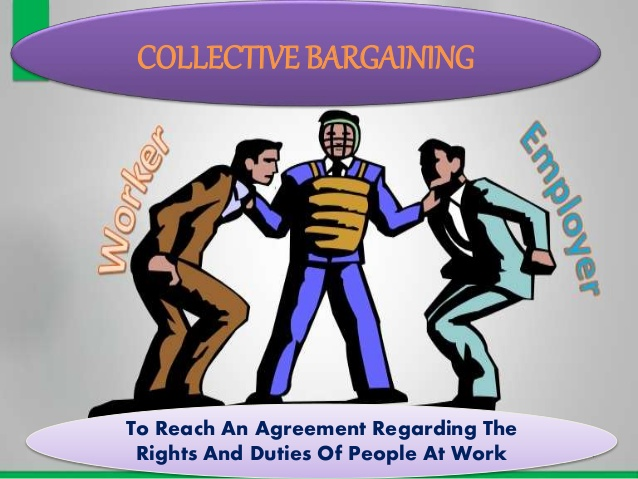 COLLECTIVE BARGAINING
Worker
Employer
To Reach An Agreement Regarding The
Rights And Duties Of People At Work